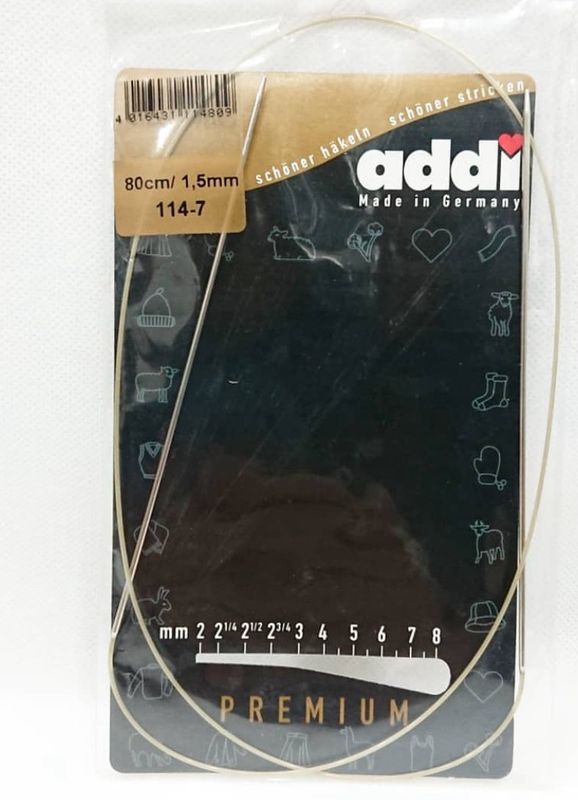 4 016431 114809
80cm/ 1,5mm
114-7
schöner häkeln schöner stricken
addi
Made in Germany
mm 2 2 1/4 2 1/2 2 3/4 3 4 5 6 7 8
PREMIUM